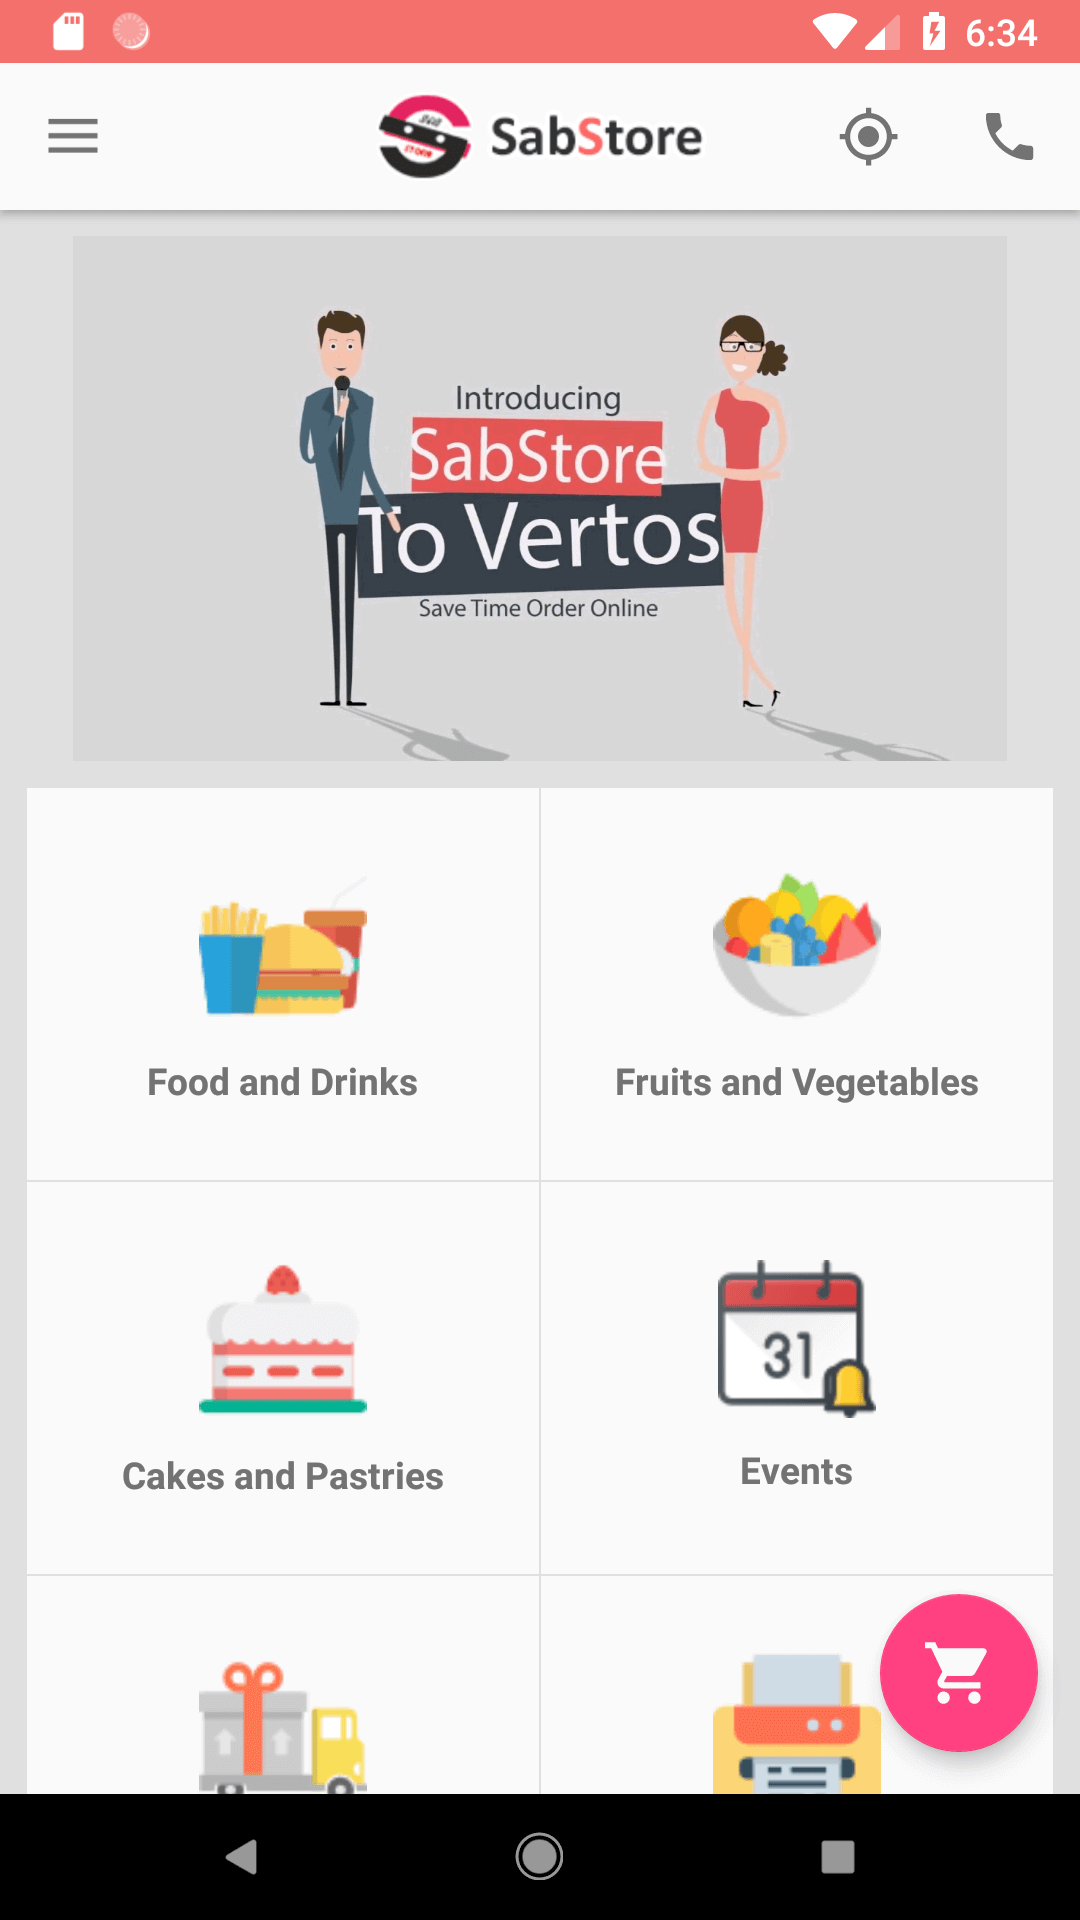 6:34
SabStore
Introducing
SabStore
To Vertos
Save Time Order Online
Food and Drinks
Fruits and Vegetables
31
Cakes and Pastries
Events